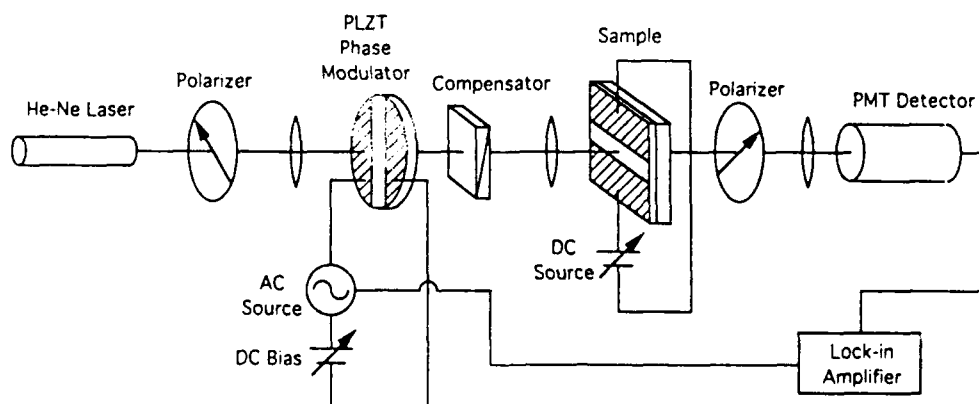 He-Ne Laser
Polarizer
PLZT
Phase
Modulator
Compensator
Sample
Polarizer
PMT Detector
AC
Source
DC Bias
DC
Source
Lock-in
Amplifier